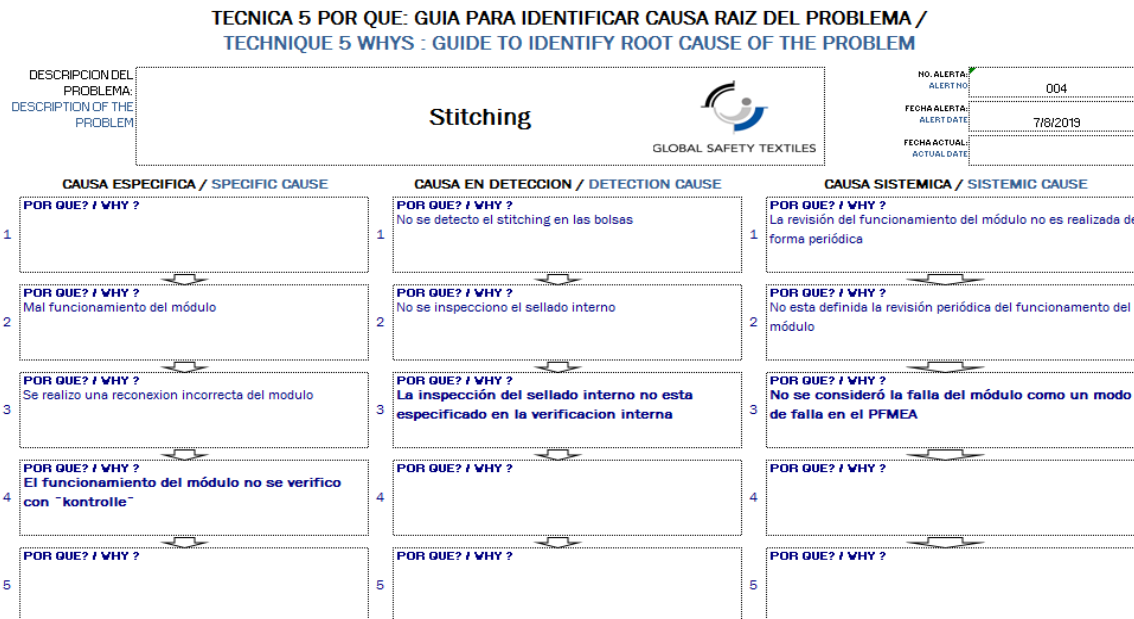 TECNICA 5 POR QUE: GUIA PARA IDENTIFICAR CAUSA RAIZ DEL PROBLEMA /
TECHNIQUE 5 WHYS : GUIDE TO IDENTIFY ROOT CAUSE OF THE PROBLEM
DESCRIPCION DEL
PROBLEMA:
DESCRIPTION OF THE
PROBLEM
Stitching
GLOBAL SAFETY TEXTILES
NO. ALERTA:
ALERT NO
004
FECHA ALERTA:
ALERT DATE
7/8/2019
FECHA ACTUAL:
ACTUAL DATE
CAUSA ESPECIFICA / SPECIFIC CAUSE
CAUSA EN DETECCION / DETECTION CAUSE
CAUSA SISTEMICA / SISTEMIC CAUSE
1
POR QUE? / WHY ?
1
POR QUE? / WHY ?
No se detecto el stitching en las bolsas
1
POR QUE? / WHY ?
La revisión del funcionamiento del módulo no es realizada de
forma periódica
2
POR QUE? / WHY ?
Mal funcionamiento del módulo
2
POR QUE? / WHY ?
No se inspecciono el sellado interno
2
POR QUE? / WHY ?
No esta definida la revisión periódica del funcionamento del
módulo
3
POR QUE? / WHY ?
Se realizo una reconexion incorrecta del modulo
3
POR QUE? / WHY ?
La inspección del sellado interno no esta
especificado en la verificacion interna
3
POR QUE? / WHY ?
No se consideró la falla del módulo como un modo
de falla en el PFMEA
4
POR QUE? / WHY ?
El funcionamiento del módulo no se verifico
con ¨kontrolle¨
4
POR QUE? / WHY ?
4
POR QUE? / WHY ?
5
POR QUE? / WHY ?
5
POR QUE? / WHY ?
5
POR QUE? / WHY ?